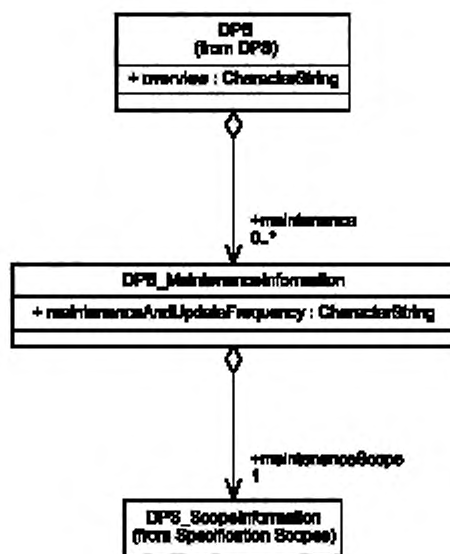 DPS
(from DPS)
+ overview : CharacterString
+maintenance
0..*
DPS_MaintenanceInformation
+ maintenanceAndUpdateFrequency : CharacterString
+maintenanceScope
1
DPS_ScopeInformation
(from Specification Scopes)